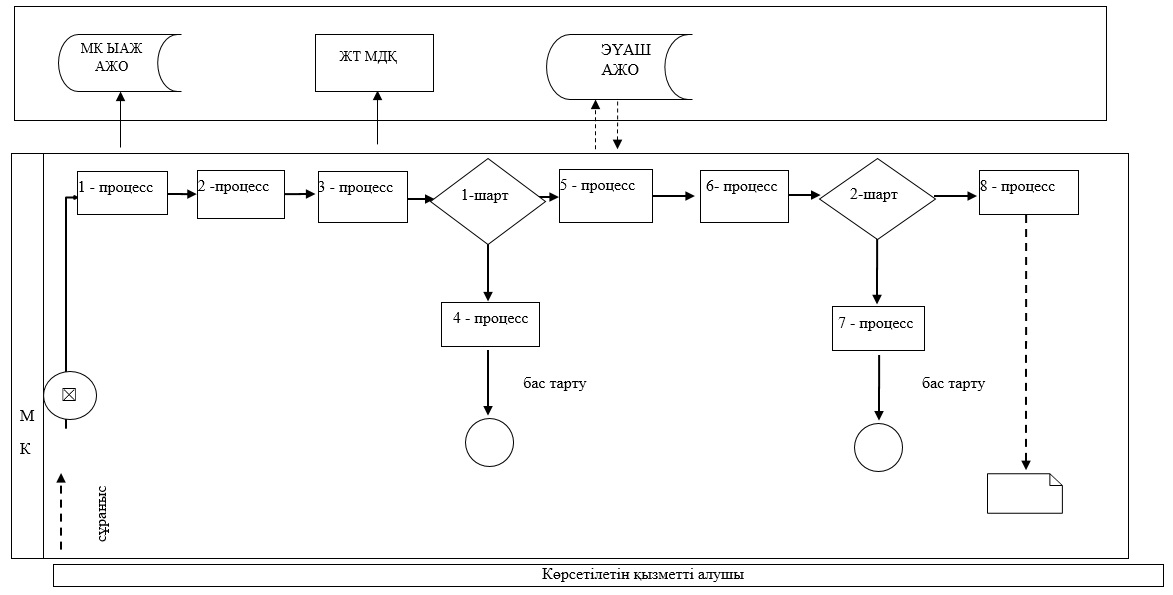 МК ЫАЖ
АЖО
ЖТ МДҚ
ЭҮАШ
АЖО
1 - процесс
2 -процесс
3 - процесс
1-шарт
5 - процесс
6- процесс
2-шарт
8 - процесс
4 - процесс
7 - процесс
бас тарту
бас тарту
М
К
сұраныс
Көрсетілетін қызметті алушы